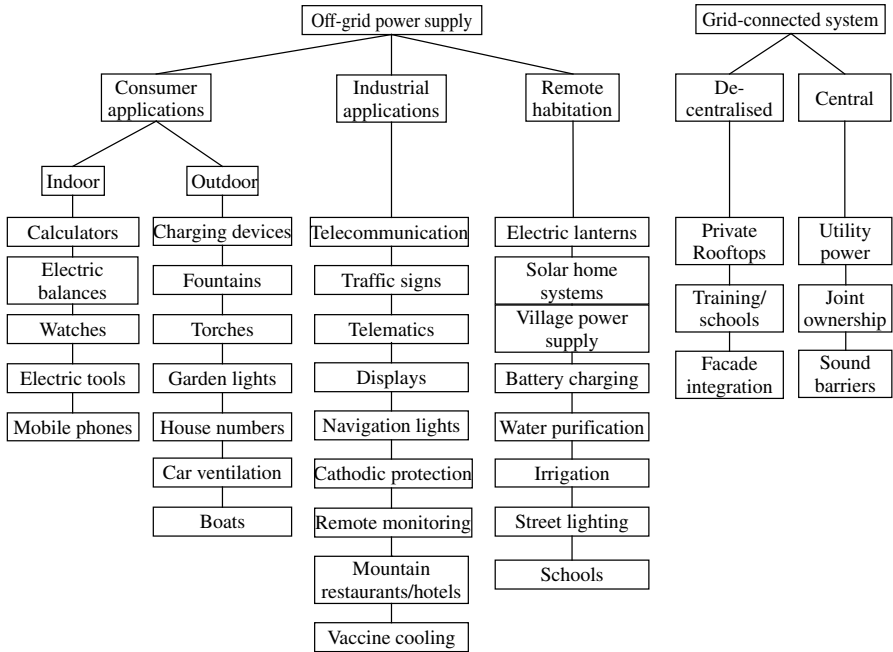 Off-grid power supply
Grid-connected system
Consumer
applications
Industrial
applications
Remote
habitation
De-
centralised
Central
Indoor
Outdoor
Calculators
Electric
balances
Watches
Electric tools
Mobile phones
Charging devices
Fountains
Torches
Garden lights
House numbers
Car ventilation
Boats
Telecommunication
Traffic signs
Telematics
Displays
Navigation lights
Cathodic protection
Remote monitoring
Mountain
restaurants/hotels
Vaccine cooling
Electric lanterns
Solar home
systems
Village power
supply
Battery charging
Water purification
Irrigation
Street lighting
Schools
Private
Rooftops
Training/
schools
Facade
integration
Utility
power
Joint
ownership
Sound
barriers